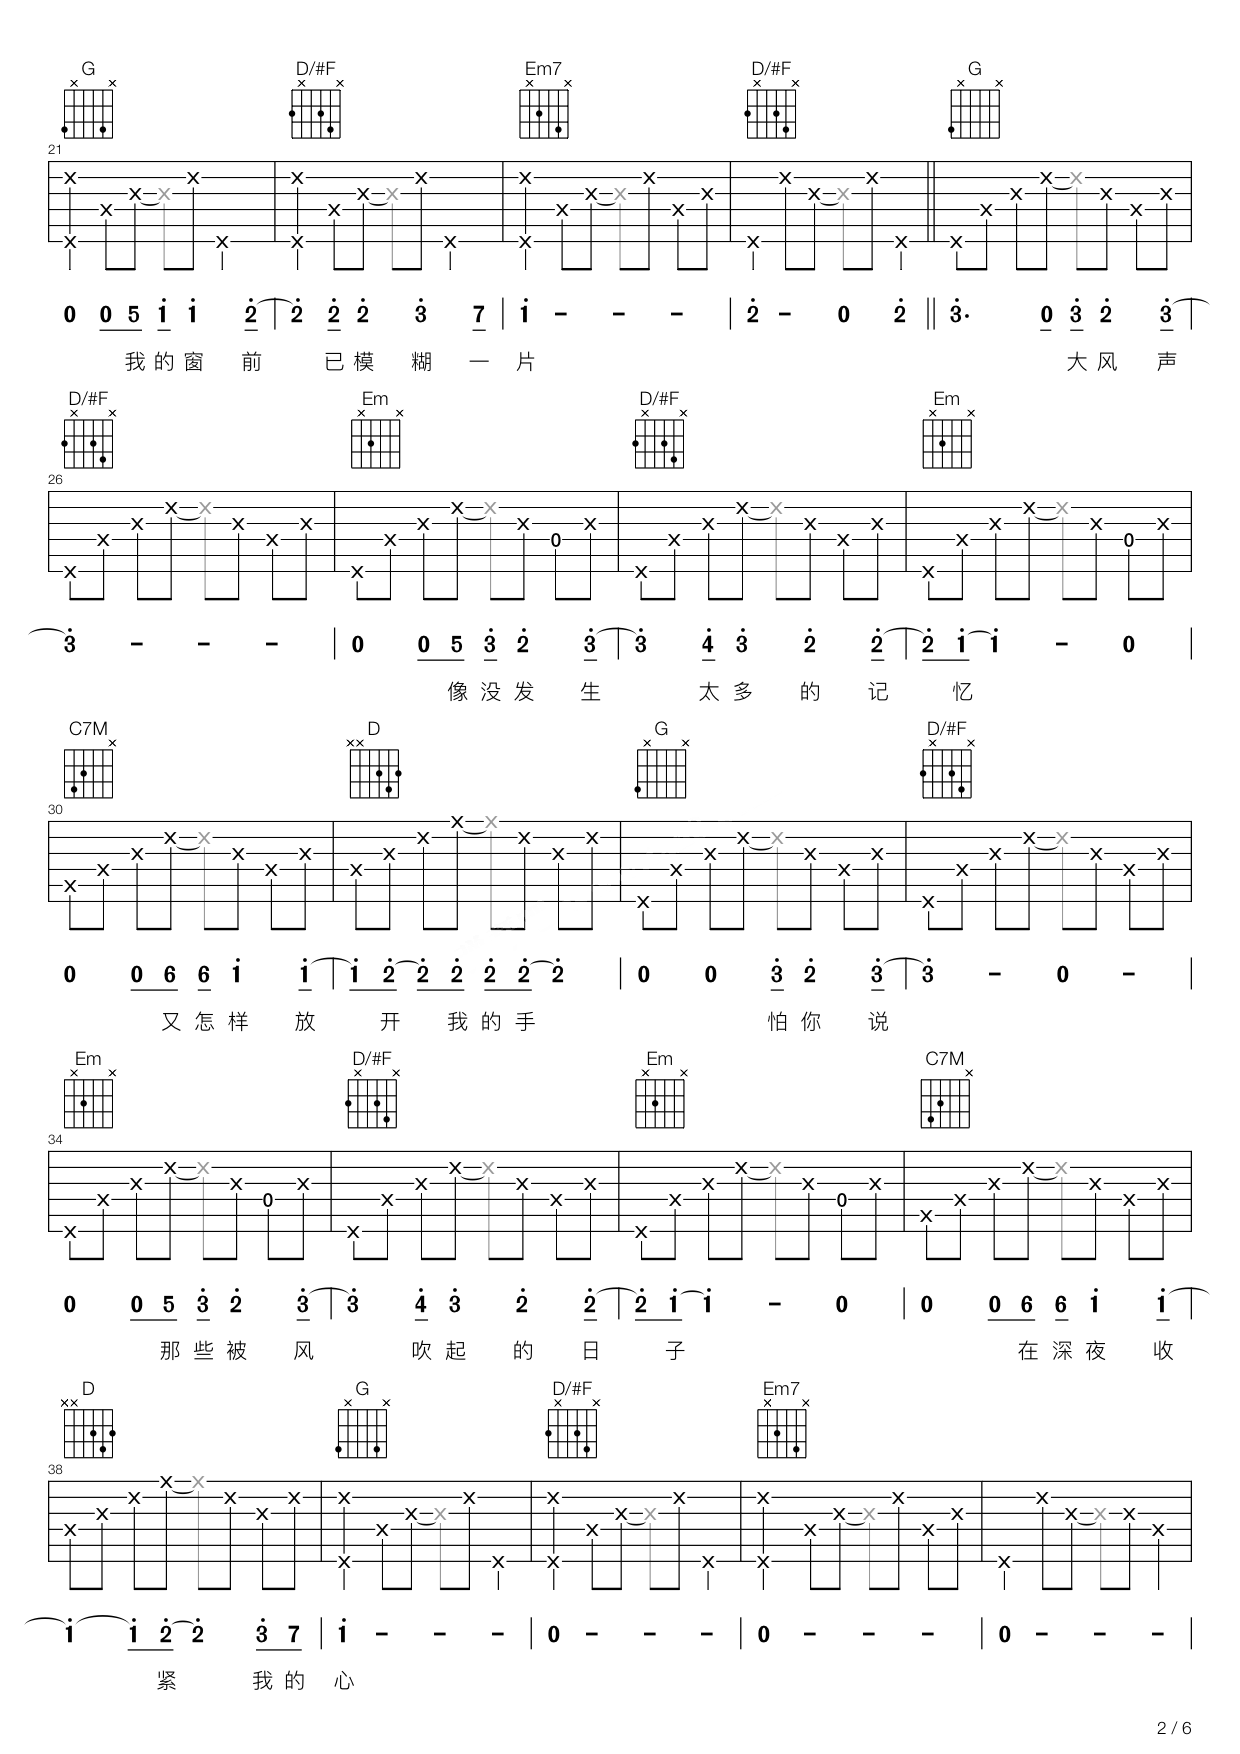 G D/#F Em7 D/#F G
21
0 0 5 1 1 2 2 2 2 3 7 1 - - - 2 - 0 2 3. 0 3 2 3
我的窗 前 已模 糊 一 片 大风 声
D/#F Em D/#F Em
26
0 0 0
3 - - - 0 0 5 3 2 3 3 4 3 2 2 2 1 1 - 0
像没发 生 太多 的 记 忆
C7M D G D/#F
30
0 0 6 6 1 1 1 2 2 2 2 2 2 0 0 3 2 3 3 - 0 -
又怎样 放 开 我的手 怕你 说
Em D/#F Em C7M
34
0 0
0 0 5 3 2 3 3 4 3 2 2 2 1 1 - 0 0 0 6 6 1 1
那些被 风 吹起 的 日 子 在深夜 收
D G D/#F Em7
38
1 1 2 2 3 7 1 - - - 0 - - - 0 - - - 0 - - -
紧 我的 心
2 / 6